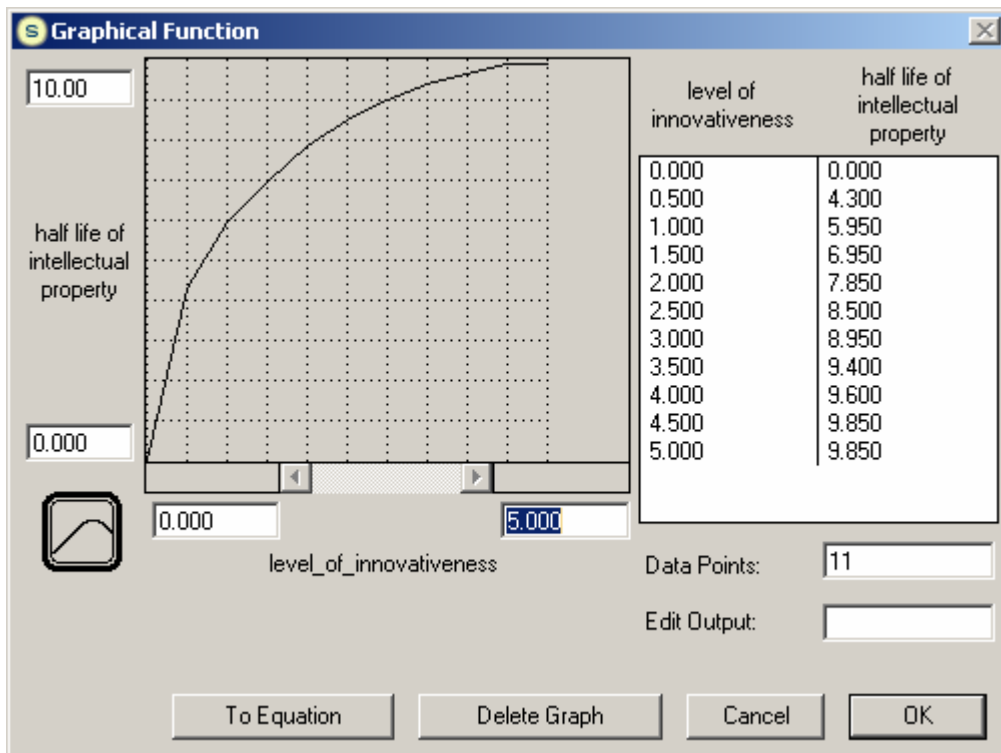 S Graphical Function
10.00
half life of
intellectual
property
0.000
0.000
5.000
level_of_innovativeness
level of
innovativeness
half life of
intellectual
property
0.000 0.000
0.500 4.300
1.000 5.950
1.500 6.950
2.000 7.850
2.500 8.500
3.000 8.950
3.500 9.400
4.000 9.600
4.500 9.850
5.000 9.850
Data Points: 11
Edit Output:
To Equation
Delete Graph
Cancel
OK